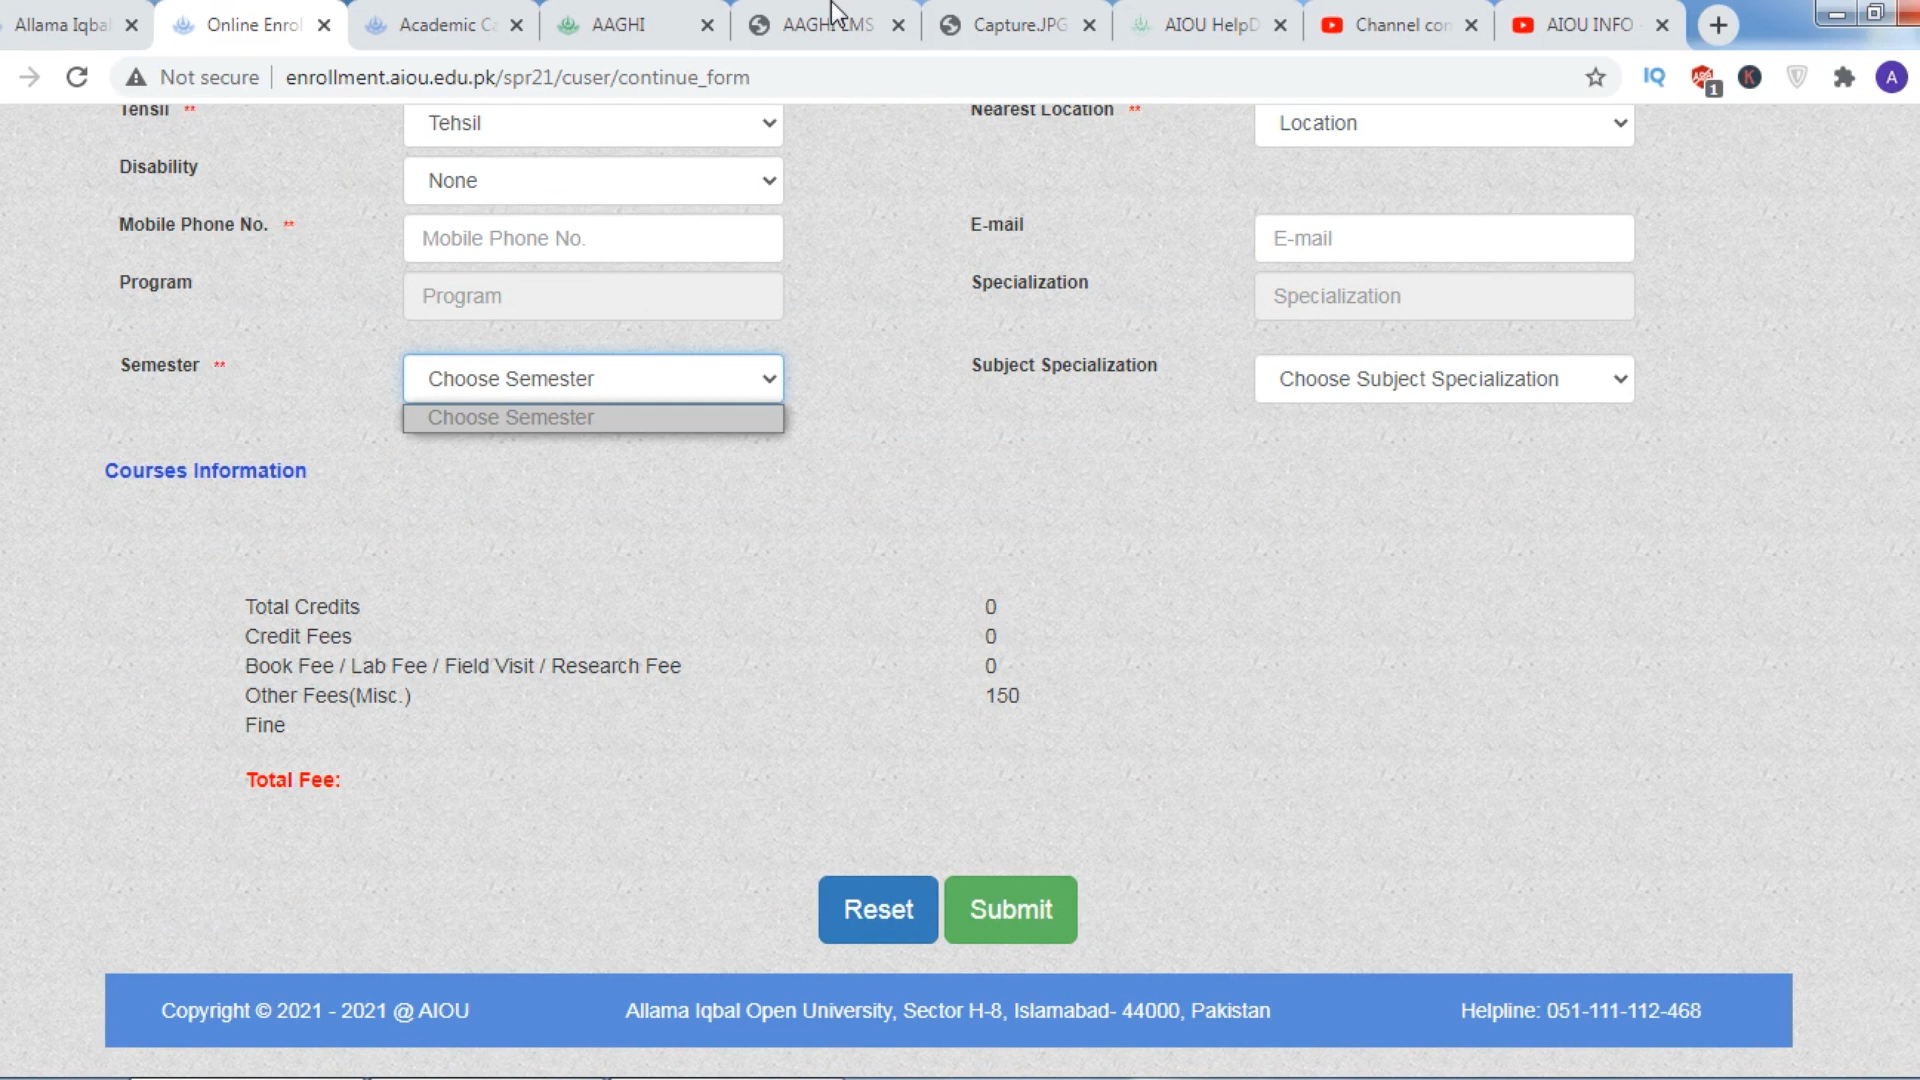 Allama Iqbal
Online Enrol
Academic Ca
AAGHI
AAGHI LMS
Capture.JPG
AIOU HelpD
Channel con
AIOU INFO
Not secure
enrollment.aiou.edu.pk/spr21/cuser/continue_form
IQ
1
K
A
Tehsil **
Tehsil
Nearest Location **
Location
Disability
None
Mobile Phone No. **
Mobile Phone No.
E-mail
E-mail
Program
Program
Specialization
Specialization
Semester **
Choose Semester
Subject Specialization
Choose Subject Specialization
Choose Semester
Courses Information
Total Credits 0
Credit Fees 0
Book Fee / Lab Fee / Field Visit / Research Fee 0
Other Fees(Misc.) 150
Fine
Total Fee:
Reset
Submit
Copyright © 2021 - 2021 @ AIOU
Allama Iqbal Open University, Sector H-8, Islamabad- 44000, Pakistan
Helpline: 051-111-112-468